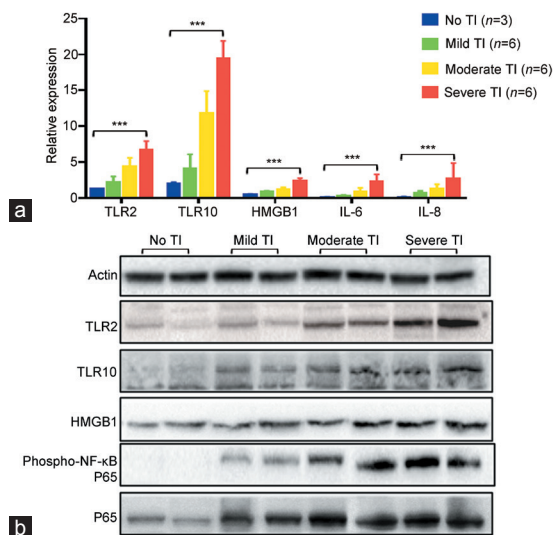 No TI (n=3)
Mild TI (n=6)
Moderate TI (n=6)
Severe TI (n=6)
Relative expression
25
20
15
10
5
0
***
***
***
***
***
TLR2 TLR10 HMGB1 IL-6 IL-8
a
No TI Mild TI Moderate TI Severe TI
Actin
TLR2
TLR10
HMGB1
Phospho-NF-κB
P65
P65
b